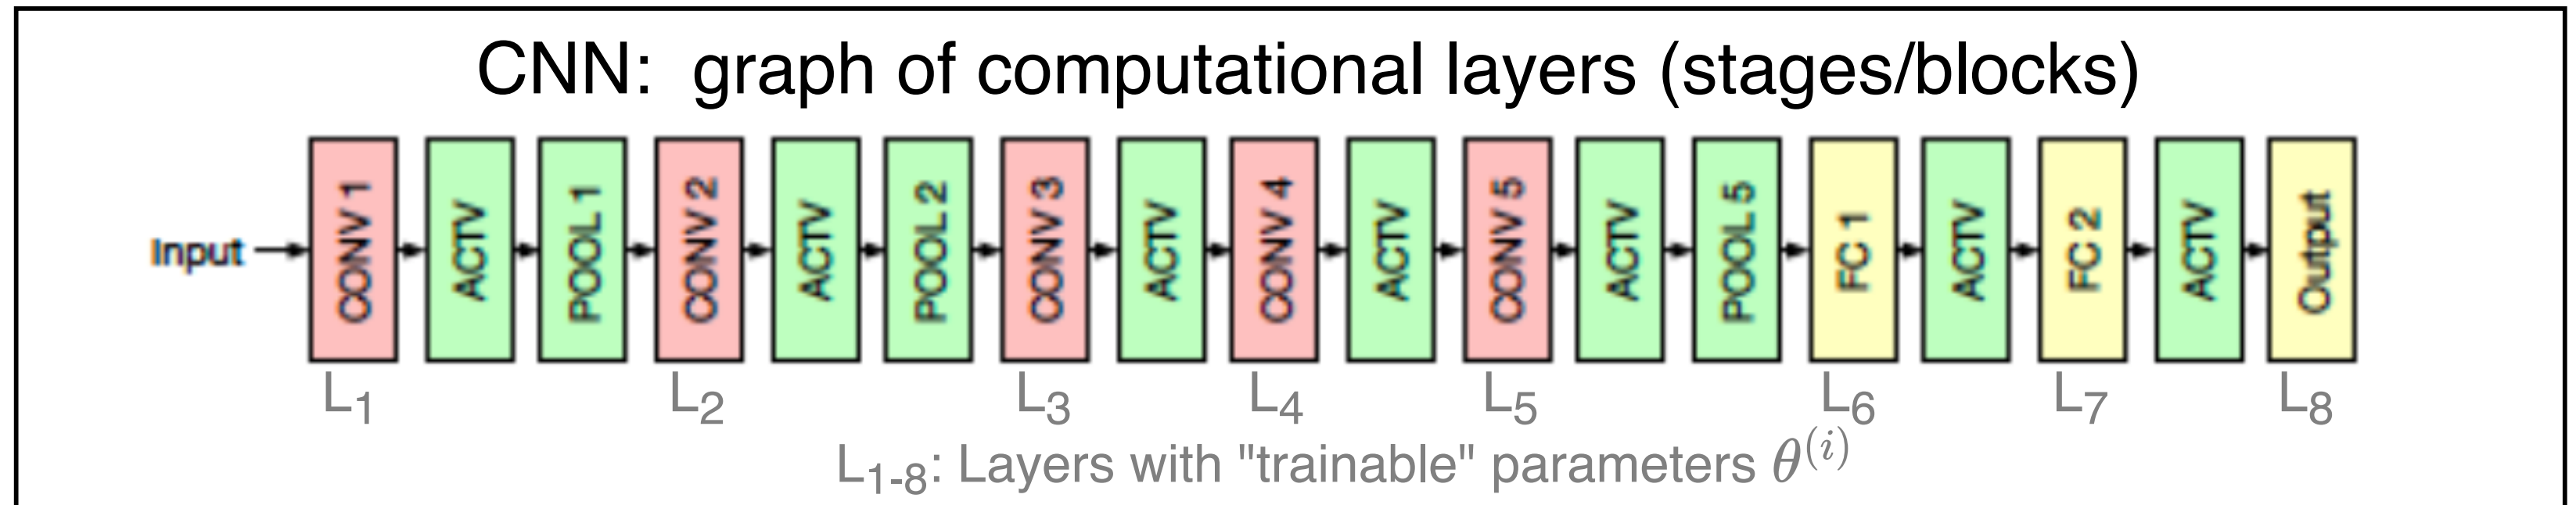 CNN: graph of computational layers (stages/blocks)
Input
CONV 1
ACTV
POOL 1
CONV 2
ACTV
POOL 2
CONV 3
ACTV
CONV 4
ACTV
CONV 5
ACTV
POOL 5
FC 1
ACTV
FC 2
ACTV
Output
L₁ L₂ L₃ L₄ L₅ L₆ L₇ L₈
L₁₋₈: Layers with "trainable" parameters θ⁽ⁱ⁾